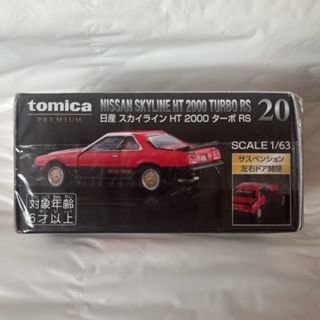 tomica
PREMIUM
NISSAN SKYLINE HT 2000 TURBO RS
日産 スカイライン HT 2000 ターボ RS
20
SCALE 1/63
サスペンション
左右ドア開閉
対象年齢
6才以上